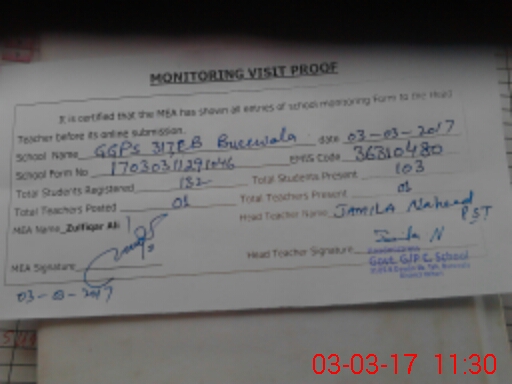 MONITORING VISIT PROOF
It is certified that the MEA has shown all entries of school monitoring Form to the Head
Teacher before its online submission.
School Name GGPS 317EB Bureewala date 03-03-2017
School Form No EMIS Code 36310480
Total Students Registered 132 Total Students Present 103
Total Teachers Posted 01 Total Teachers Present 01
MEA Name Zulfiqar Ali Head Teacher Name JAMILA Naheed
PST
MEA Signature Head Teacher Signature Jamila N
Govt. G/P.C. School
03-03-2017
03-03-17 11:30